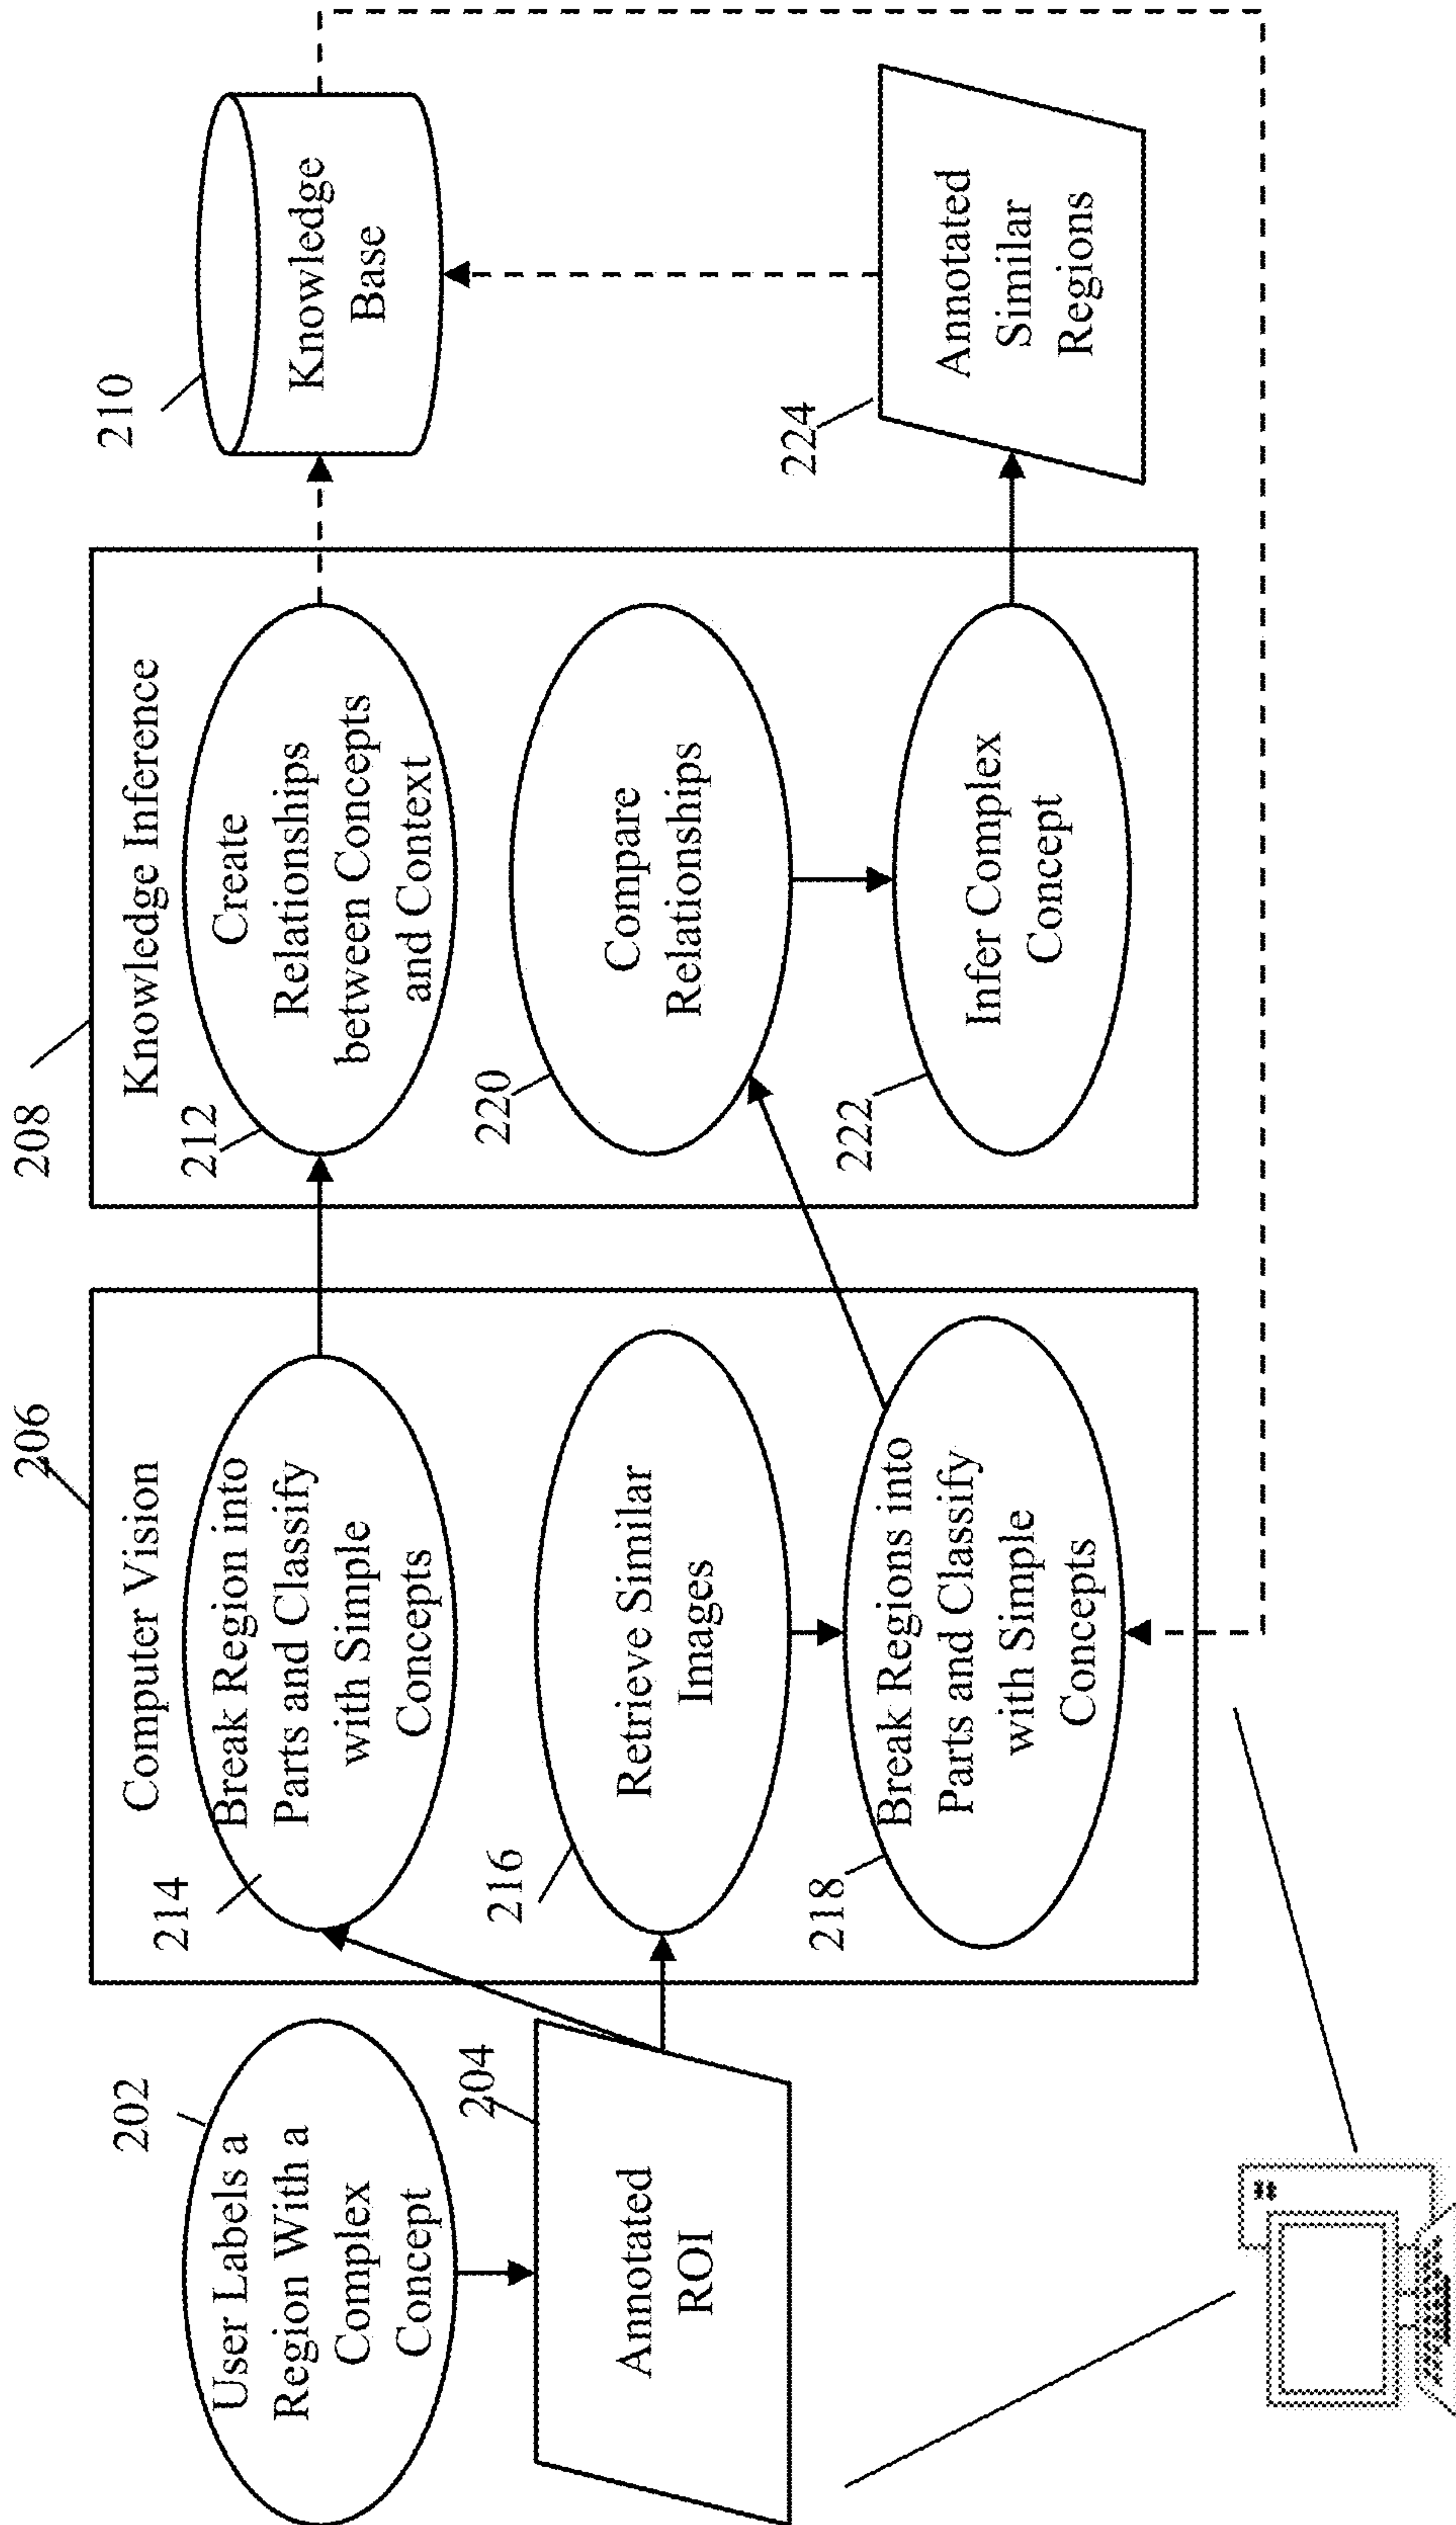 202
User Labels a
Region With a
Complex
Concept
204
Annotated
ROI
206
Computer Vision
214
Break Region into
Parts and Classify
with Simple
Concepts
216
Retrieve Similar
Images
218
Break Regions into
Parts and Classify
with Simple
Concepts
208
Knowledge Inference
212
Create
Relationships
between Concepts
and Context
220
Compare
Relationships
222
Infer Complex
Concept
210
Knowledge
Base
224
Annotated
Similar
Regions